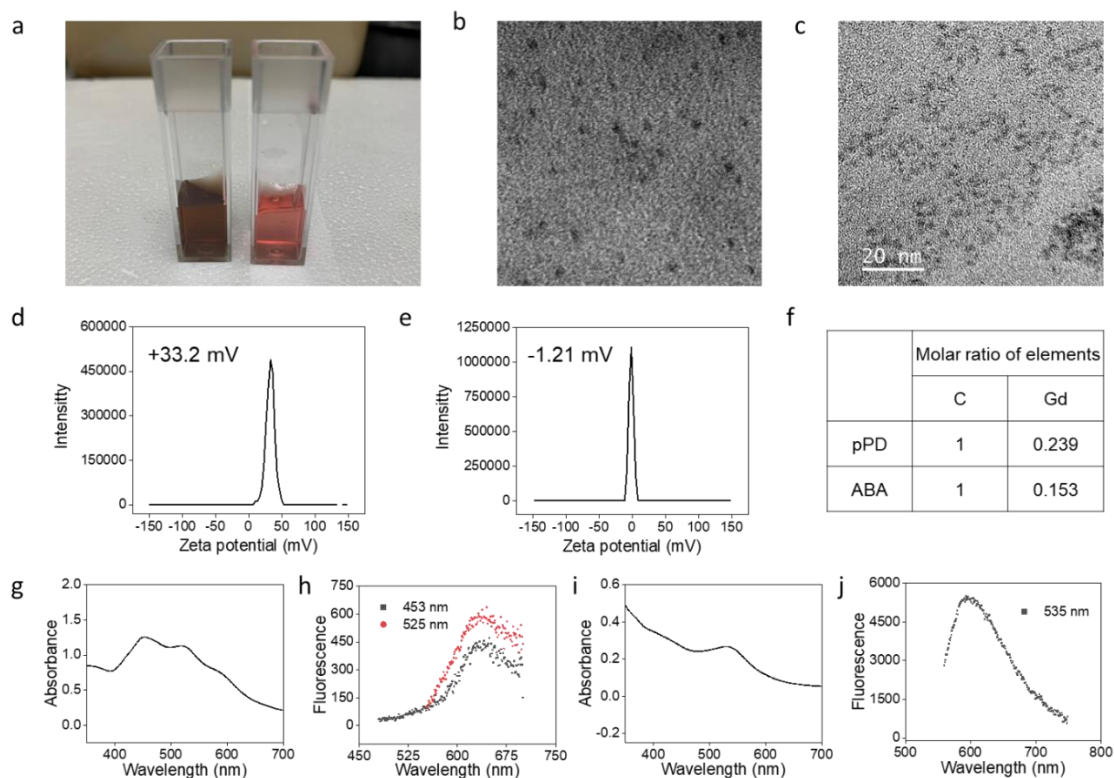 a
b
c
20 nm
d
+33.2 mV
600000
450000
300000
150000
0
Intensitty
-150 -100 -50 0 50 100 150
Zeta potential (mV)
e
-1.21 mV
1250000
1000000
750000
500000
250000
0
Intensitty
-150 -100 -50 0 50 100 150
Zeta potential (mV)
f
Molar ratio of elements
C Gd
pPD 1 0.239
ABA 1 0.153
g
2.0
1.5
1.0
0.5
0.0
Absorbance
400 500 600 700
Wavelength (nm)
h
750
600
450
300
150
Fluorescence
453 nm
525 nm
450 525 600 675 750
Wavelength (nm)
i
0.6
0.4
0.2
0.0
-0.2
Absorbance
400 500 600 700
Wavelength (nm)
j
6000
4500
3000
1500
0
Fluorescence
535 nm
500 600 700 800
Wavelength (nm)